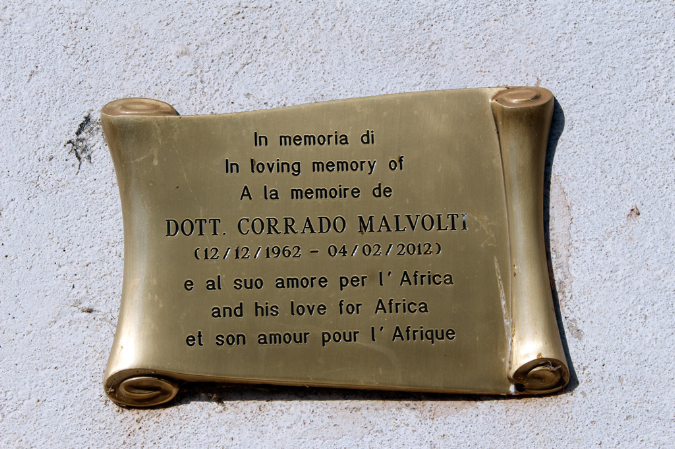 In memoria di
In loving memory of
A la memoire de
DOTT. CORRADO MALVOLTI
(12/12/1962 – 04/02/2012)
e al suo amore per l'Africa
and his love for Africa
et son amour pour l'Afrique